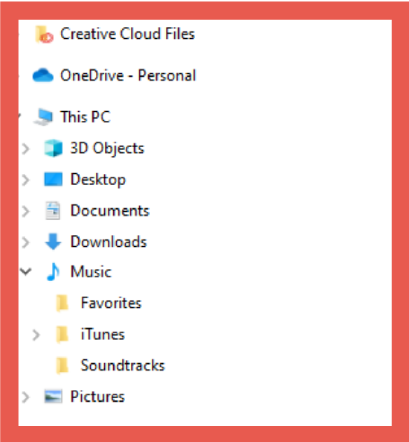 Creative Cloud Files
OneDrive - Personal
This PC
3D Objects
Desktop
Documents
Downloads
Music
Favorites
iTunes
Soundtracks
Pictures